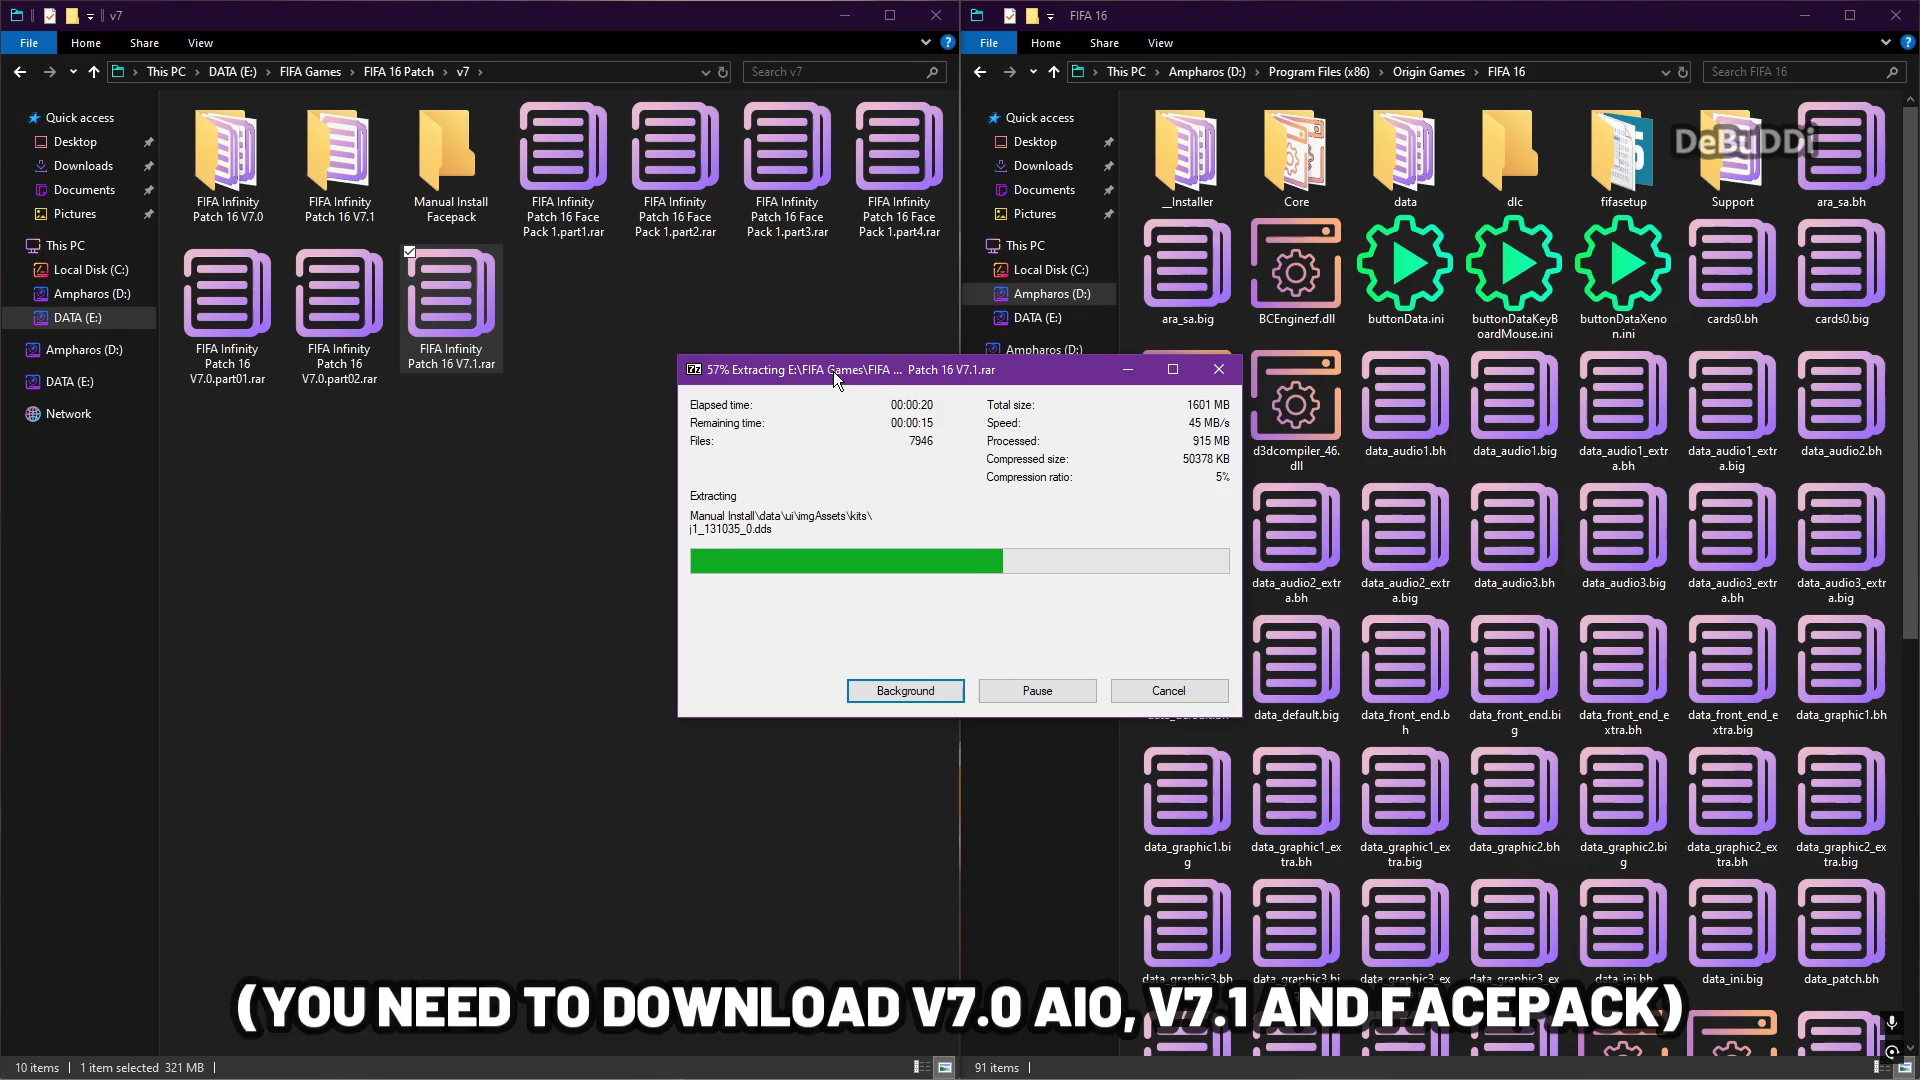 v7
File
Home
Share
View
This PC
DATA (E:)
FIFA Games
FIFA 16 Patch
v7
Search v7
Quick access
Desktop
Downloads
Documents
Pictures
This PC
Local Disk (C:)
Ampharos (D:)
DATA (E:)
Ampharos (D:)
DATA (E:)
Network
FIFA Infinity
Patch 16 V7.0
FIFA Infinity
Patch 16 V7.1
Manual Install
Facepack
FIFA Infinity
Patch 16 Face
Pack 1.part1.rar
FIFA Infinity
Patch 16 Face
Pack 1.part2.rar
FIFA Infinity
Patch 16 Face
Pack 1.part3.rar
FIFA Infinity
Patch 16 Face
Pack 1.part4.rar
FIFA Infinity
Patch 16
V7.0.part01.rar
FIFA Infinity
Patch 16
V7.0.part02.rar
FIFA Infinity
Patch 16 V7.1.rar
10 items
1 item selected 321 MB
FIFA 16
File
Home
Share
View
This PC
Ampharos (D:)
Program Files (x86)
Origin Games
FIFA 16
Search FIFA 16
Quick access
Desktop
Downloads
Documents
Pictures
This PC
Local Disk (C:)
Ampharos (D:)
DATA (E:)
Ampharos (D:)
DeBuDDi
__Installer
Core
data
dlc
fifasetup
Support
ara_sa.bh
ara_sa.big
BCEnginezf.dll
buttonData.ini
buttonDataKeyB
oardMouse.ini
buttonDataXeno
n.ini
cards0.bh
cards0.big
d3dcompiler_46.
dll
data_audio1.bh
data_audio1.big
data_audio1_extr
a.bh
data_audio1_extr
a.big
data_audio2.bh
data_audio2_extr
a.bh
data_audio2_extr
a.big
data_audio3.bh
data_audio3.big
data_audio3_extr
a.bh
data_audio3_extr
a.big
data_default.big
data_front_end.b
h
data_front_end.bi
g
data_front_end_e
xtra.bh
data_front_end_e
xtra.big
data_graphic1.bh
data_graphic1.bi
g
data_graphic1_ex
tra.bh
data_graphic1_ex
tra.big
data_graphic2.bh
data_graphic2.bi
g
data_graphic2_ex
tra.bh
data_graphic2_ex
tra.big
data_graphic3.bh
data_graphic3.bi
data_graphic3_ex
data_graphic3_ex
data_ini.bh
data_ini.big
data_patch.bh
91 items
57% Extracting E:\FIFA Games\FIFA ... Patch 16 V7.1.rar
Elapsed time: 00:00:20
Remaining time: 00:00:15
Files: 7946
Total size: 1601 MB
Speed: 45 MB/s
Processed: 915 MB
Compressed size: 50378 KB
Compression ratio: 5%
Extracting
Manual Install\data\ui\imgAssets\kits\
j1_131035_0.dds
Background
Pause
Cancel
(YOU NEED TO DOWNLOAD V7.0 AIO, V7.1 AND FACEPACK)